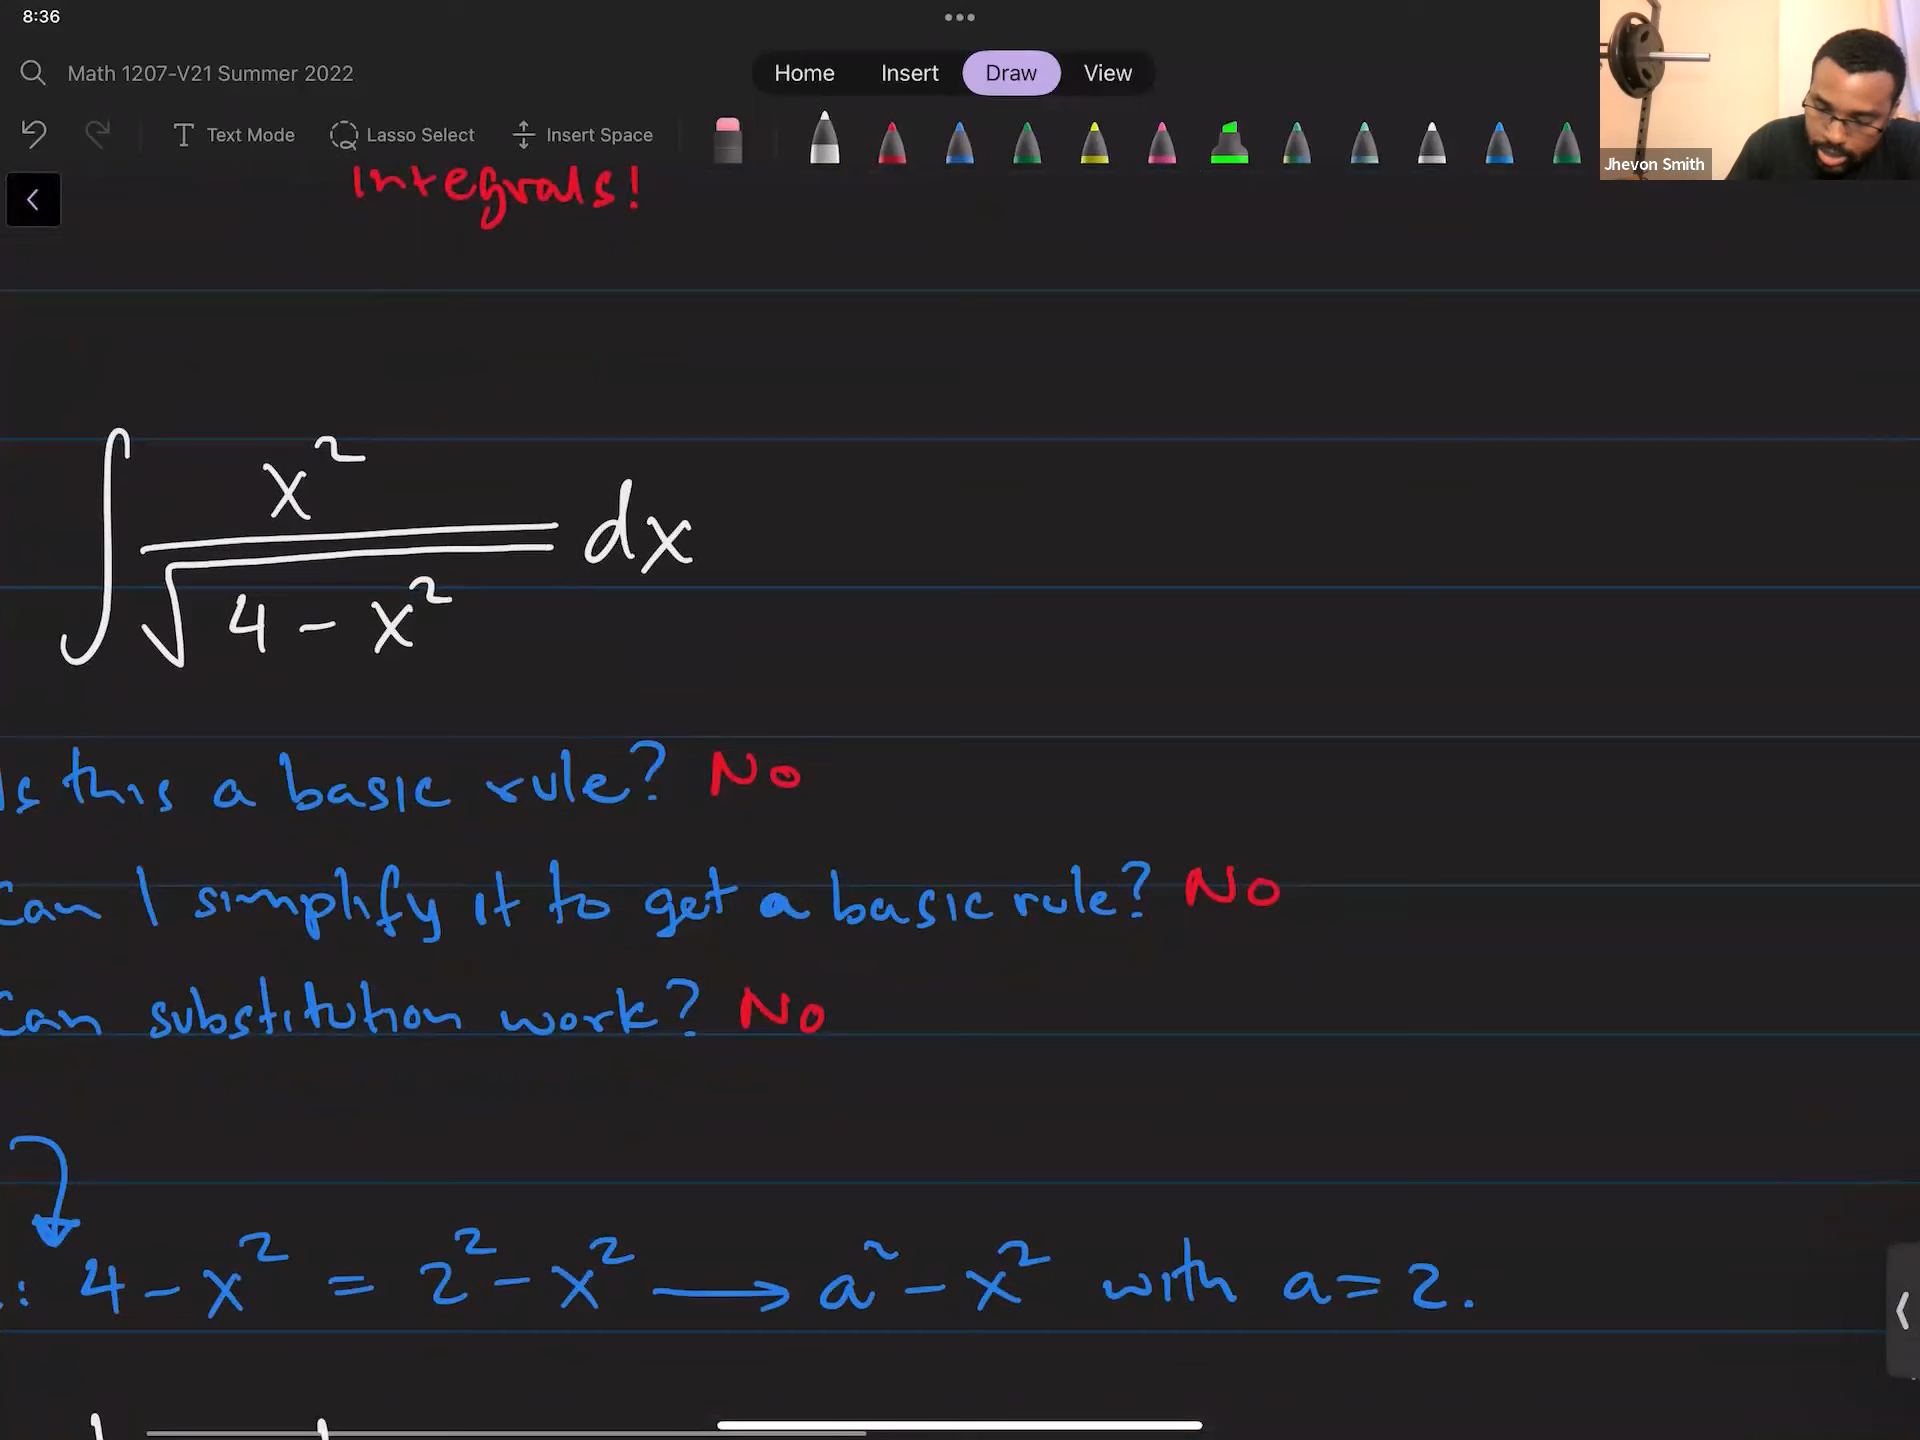 8:36
Math 1207-V21 Summer 2022
Home Insert Draw View
Text Mode Lasso Select Insert Space
Jhevon Smith
Integrals!
∫ x² / √(4 - x²) dx
Is this a basic rule? No
Can I simplify it to get a basic rule? No
Can substitution work? No
: 4 - x² = 2² - x² → a² - x² with a = 2.